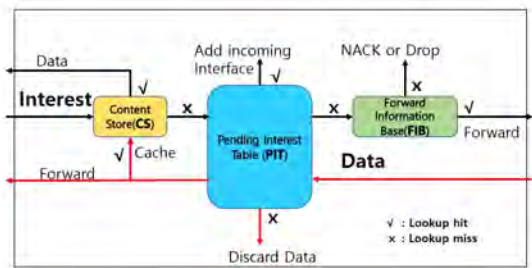 Data
Add incoming
Interface
NACK or Drop
√
√
x
Interest
Content
Store(CS)
x
Pending Interest
Table (PIT)
x
Forward
Information
Base(FIB)
√
Forward
√
Cache
Data
Forward
x
Discard Data
√ : Lookup hit
x : Lookup miss